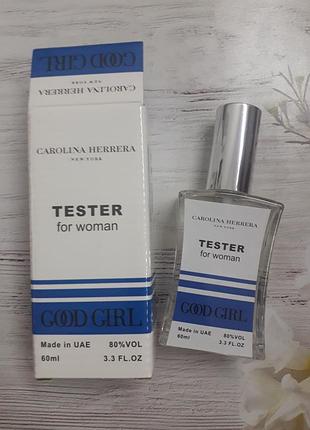 GOOD GIRL
CAROLINA HERRERA
NEW YORK
CAROLINA HERRERA
NEW YORK
TESTER
for woman
GOOD GIRL
Made in UAE 80%VOL
60ml 3.3 FL.OZ
CAROLINA HERRERA
NEW YORK
TESTER
for woman
GOOD GIRL
Made in UAE 80%VOL
60ml 3.3 FL.OZ